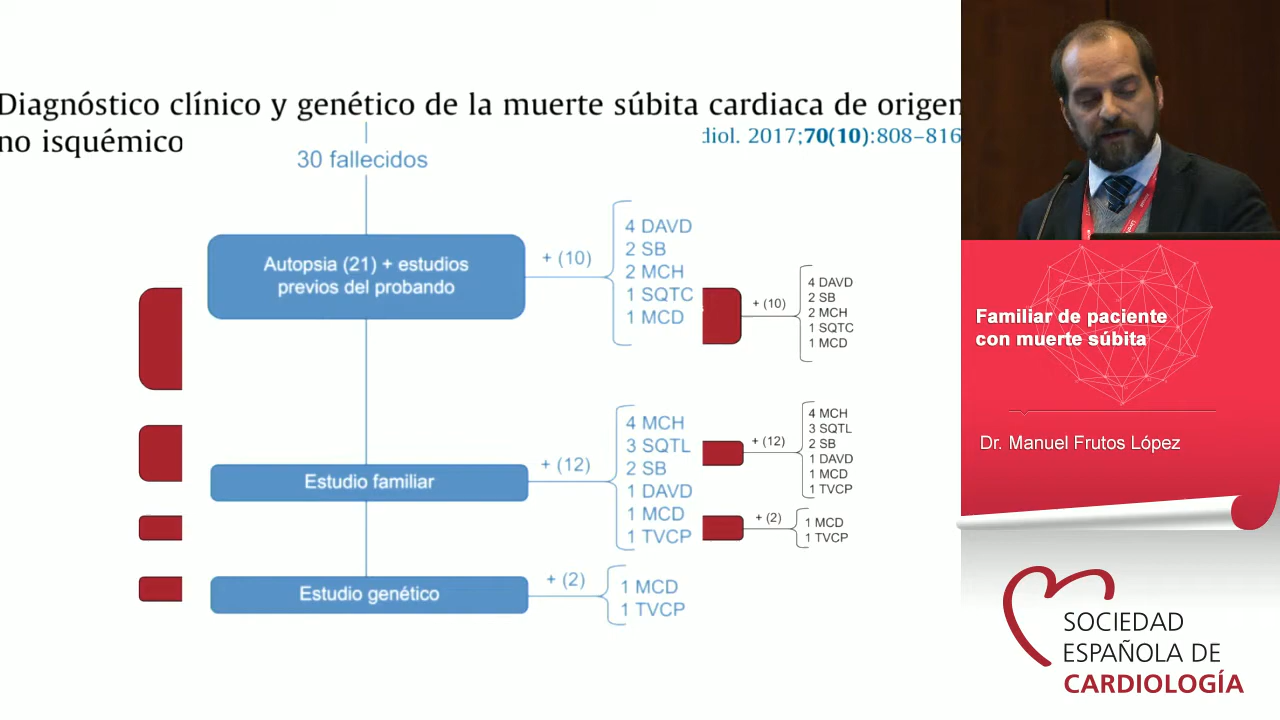 Diagnóstico clínico y genético de la muerte súbita cardiaca de origen
no isquémico
diol. 2017;70(10):808–816
30 fallecidos
Autopsia (21) + estudios
previos del probando
+ (10)
4 DAVD
2 SB
2 MCH
1 SQTC
1 MCD
+ (10)
4 DAVD
2 SB
2 MCH
1 SQTC
1 MCD
Estudio familiar
+ (12)
4 MCH
3 SQTL
2 SB
1 DAVD
1 MCD
1 TVCP
+ (12)
4 MCH
3 SQTL
2 SB
1 DAVD
1 MCD
1 TVCP
Estudio genético
+ (2)
1 MCD
1 TVCP
+ (2)
1 MCD
1 TVCP
Familiar de paciente
con muerte súbita
Dr. Manuel Frutos López
SOCIEDAD
ESPAÑOLA DE
CARDIOLOGÍA